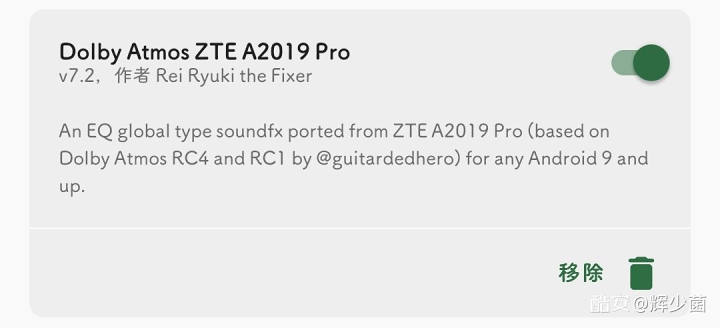 Dolby Atmos ZTE A2019 Pro
v7.2，作者 Rei Ryuki the Fixer
An EQ global type soundfx ported from ZTE A2019 Pro (based on
Dolby Atmos RC4 and RC1 by @guitardedhero) for any Android 9 and
up.
移除
酷安 @辉少菌